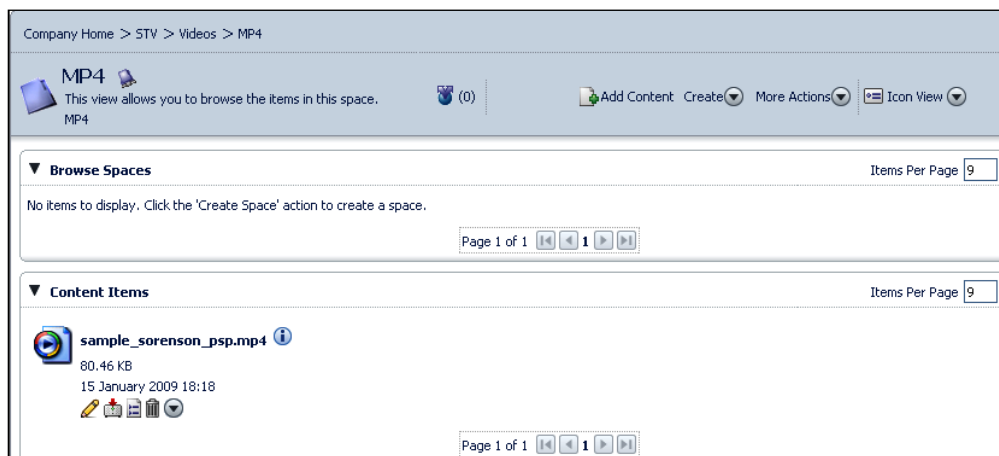 Company Home > STV > Videos > MP4
MP4
This view allows you to browse the items in this space.
MP4
(0)
Add Content Create More Actions Icon View
Browse Spaces Items Per Page 9
No items to display. Click the 'Create Space' action to create a space.
Page 1 of 1 1
Content Items Items Per Page 9
sample_sorenson_psp.mp4
80.46 KB
15 January 2009 18:18
Page 1 of 1 1